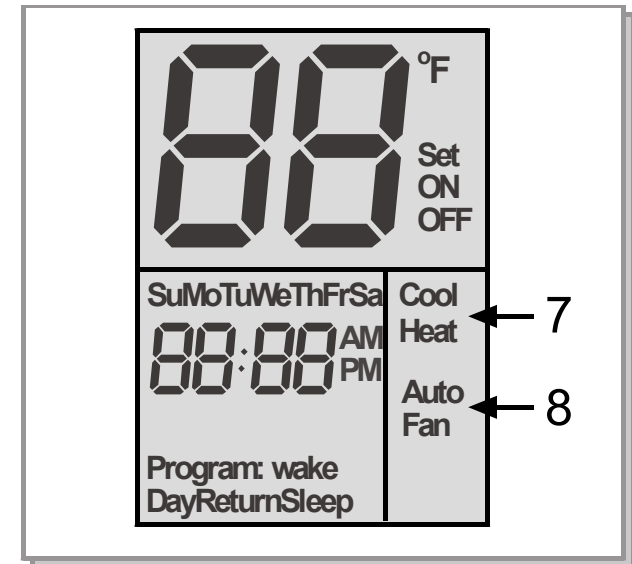 88 °F
Set
ON
OFF
SuMoTuWeThFrSa
88:88 AM
PM
Program: wake
DayReturnSleep
Cool
Heat
7
Auto
Fan
8